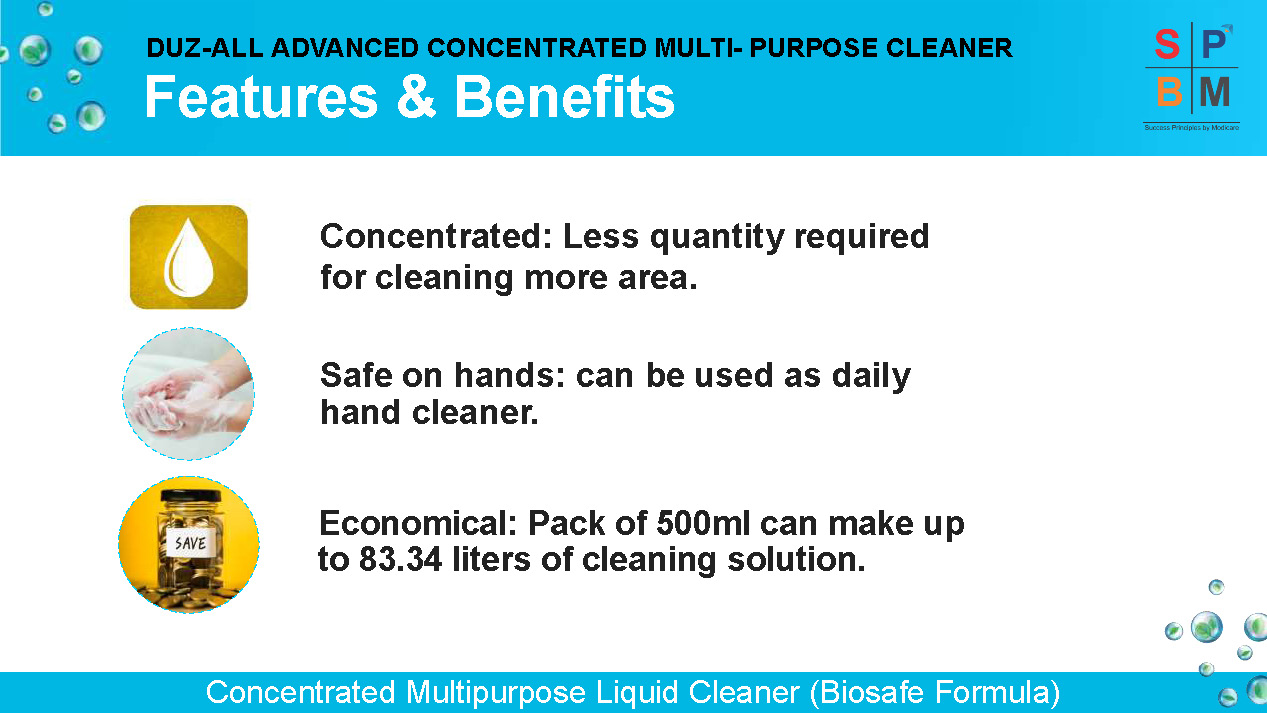 DUZ-ALL ADVANCED CONCENTRATED MULTI- PURPOSE CLEANER
Features & Benefits
S P
B M
Success Principles by Modicare
Concentrated: Less quantity required
for cleaning more area.
Safe on hands: can be used as daily
hand cleaner.
SAVE
Economical: Pack of 500ml can make up
to 83.34 liters of cleaning solution.
Concentrated Multipurpose Liquid Cleaner (Biosafe Formula)